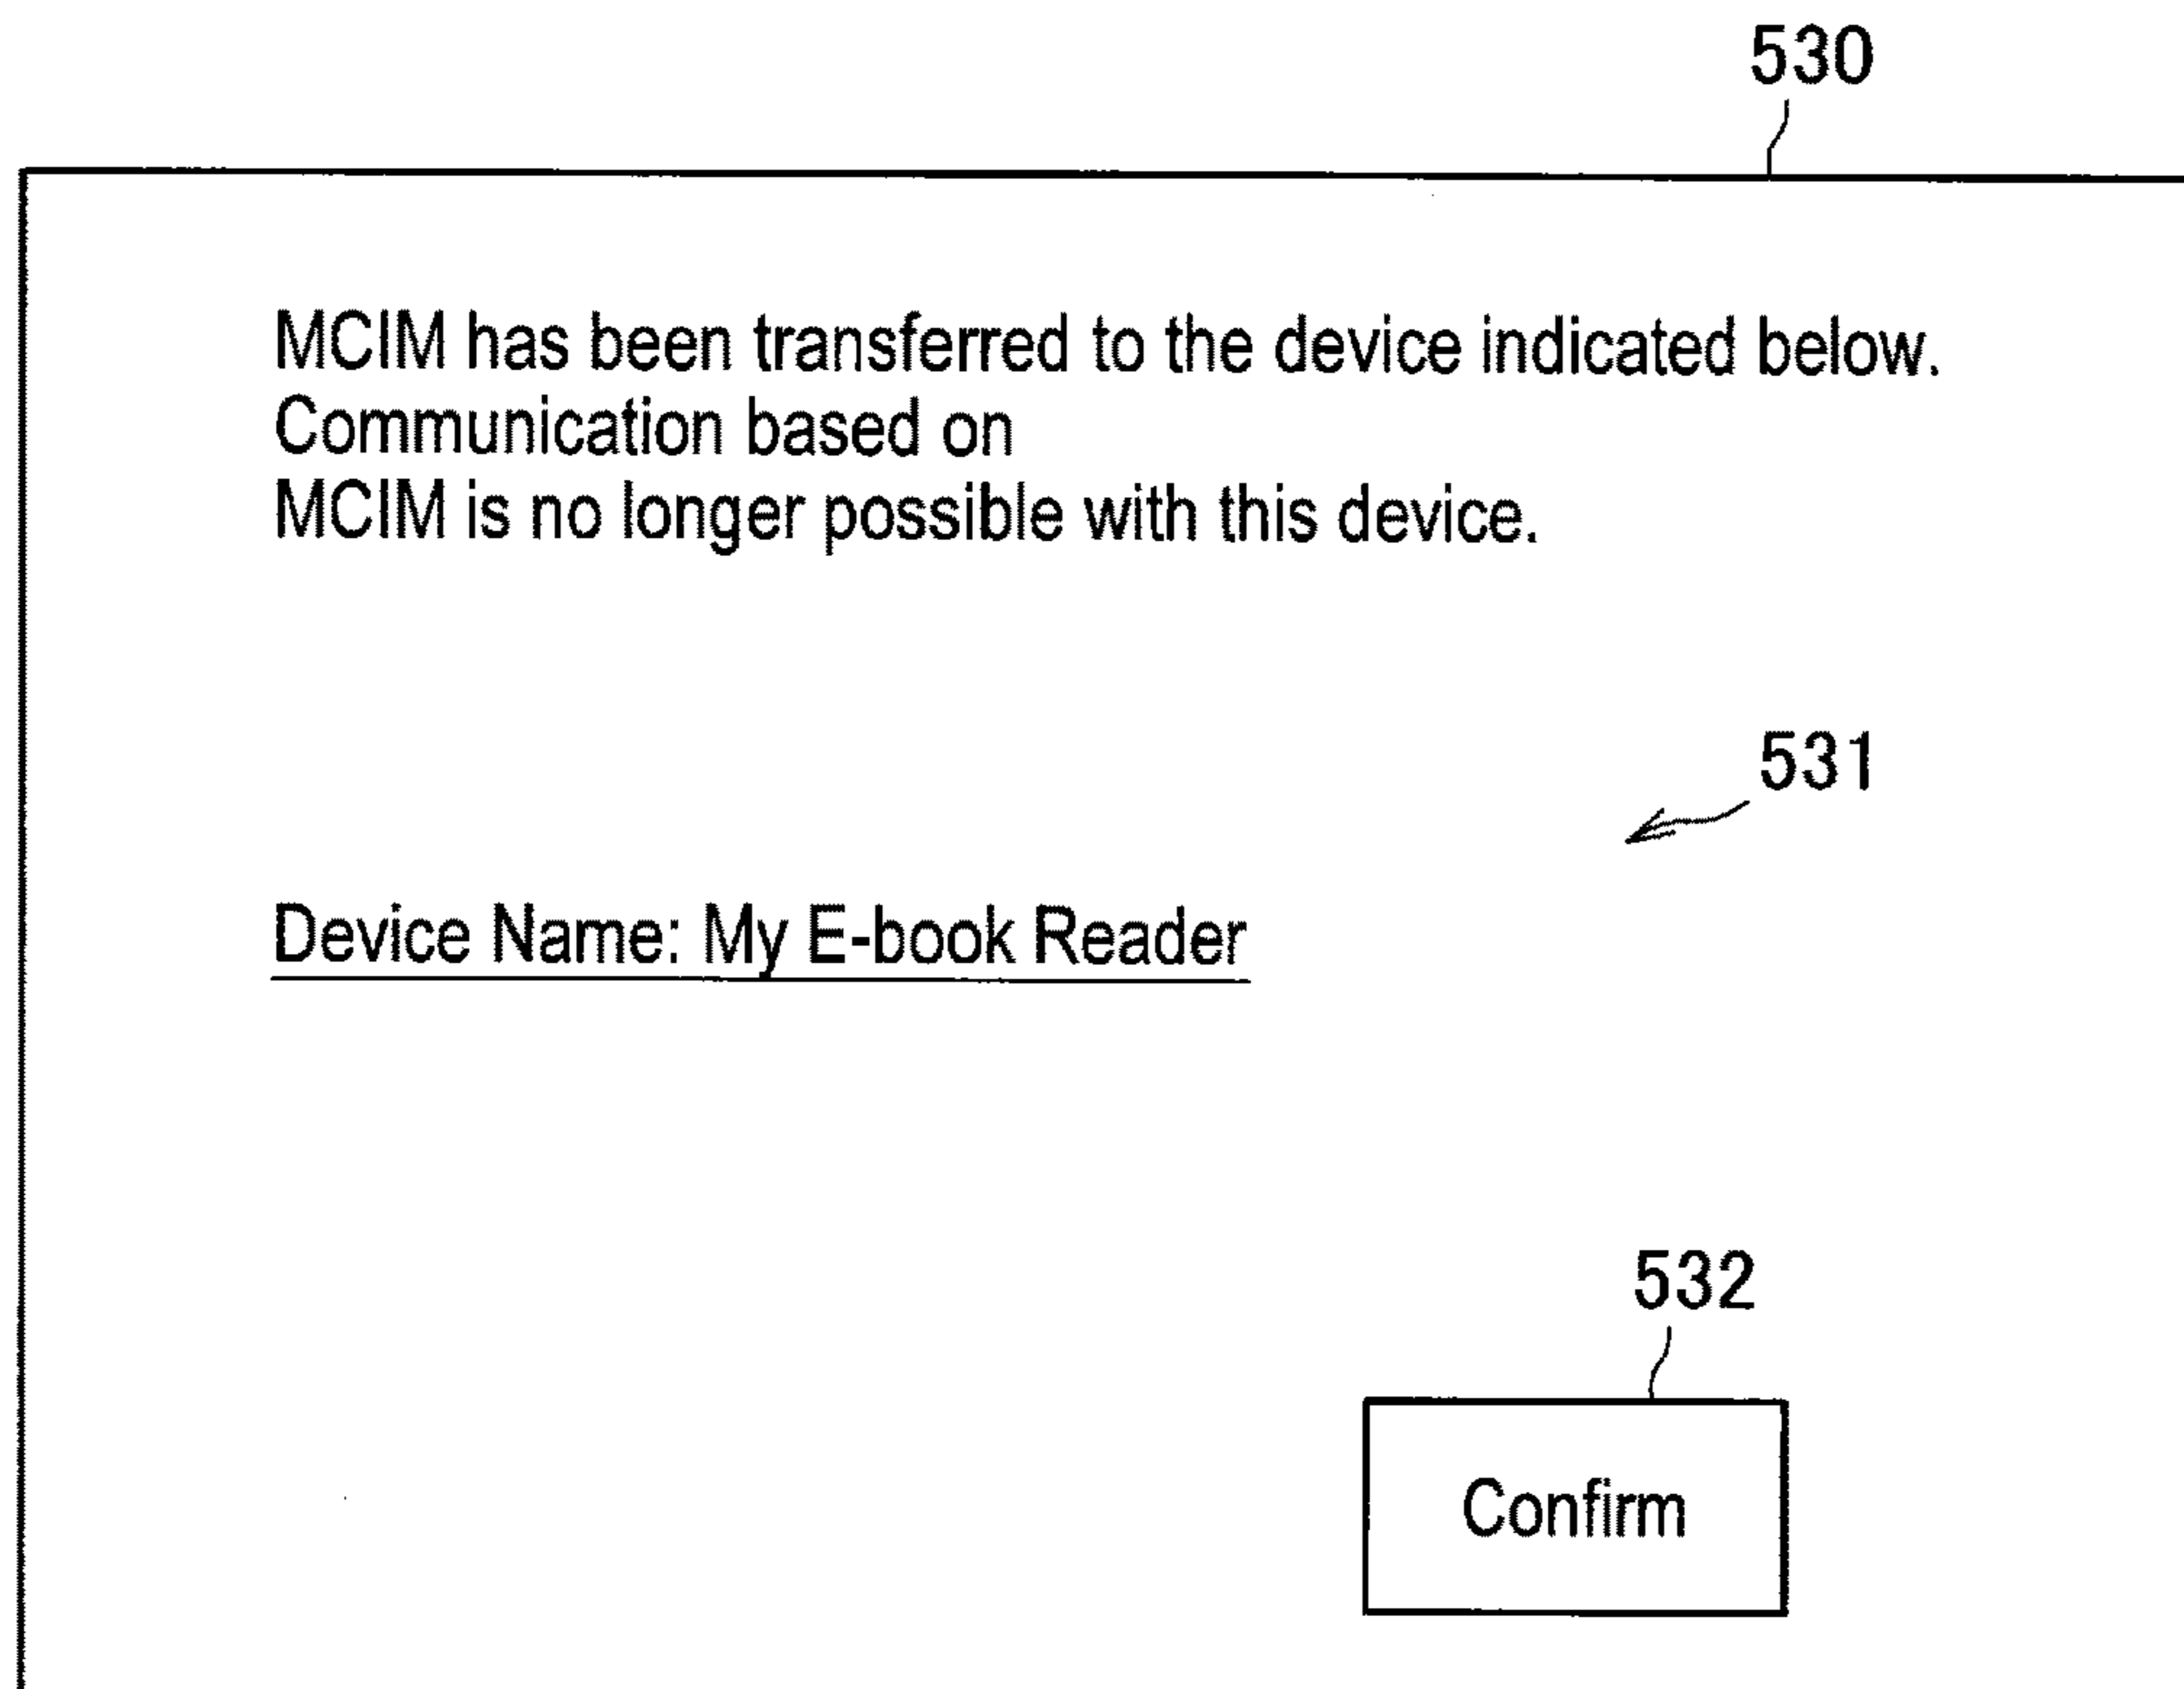 530
MCIM has been transferred to the device indicated below.
Communication based on
MCIM is no longer possible with this device.
531
Device Name: My E-book Reader
532
Confirm